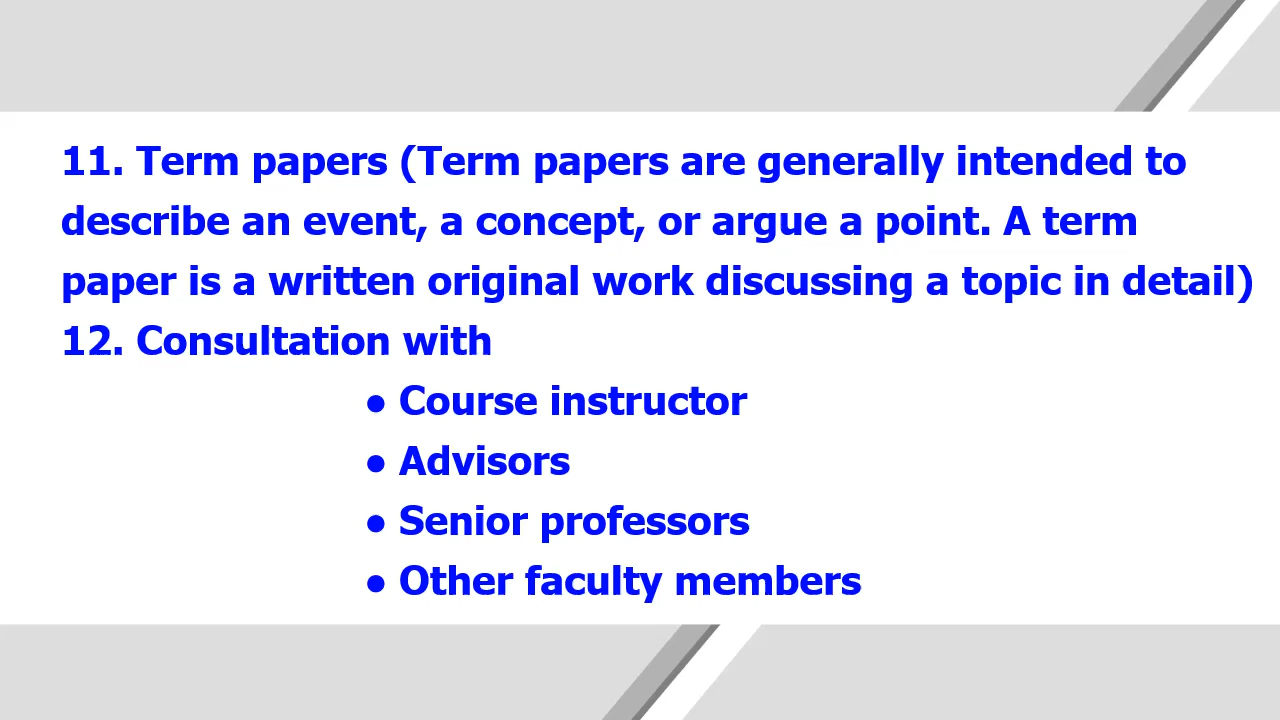 11. Term papers (Term papers are generally intended to
describe an event, a concept, or argue a point. A term
paper is a written original work discussing a topic in detail)
12. Consultation with
● Course instructor
● Advisors
● Senior professors
● Other faculty members